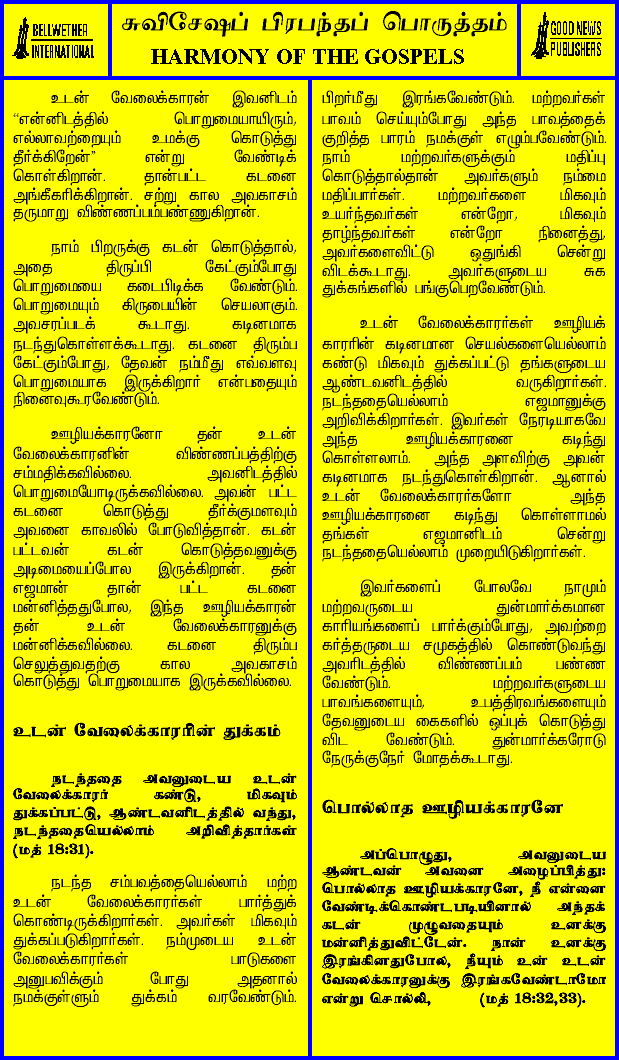 BELLWETHER
INTERNATIONAL
சுவிசேஷப் பிரபந்தப் பொருத்தம்
HARMONY OF THE GOSPELS
GOOD NEWS
PUBLISHERS
உடன் வேலைக்காரன் இவனிடம்
“என்னிடத்தில் பொறுமையாயிரும்,
எல்லாவற்றையும் உமக்கு கொடுத்து
தீர்க்கிறேன்” என்று வேண்டிக்
கொள்கிறான். தான்பட்ட கடனை
அங்கீகரிக்கிறான். சற்று கால அவகாசம்
தருமாறு விண்ணப்பம்பண்ணுகிறான்.
நாம் பிறருக்கு கடன் கொடுத்தால்,
அதை திருப்பி கேட்கும்போது
பொறுமையை கடைபிடிக்க வேண்டும்.
பொறுமையும் கிருபையின் செயலாகும்.
அவசரப்படக் கூடாது. கடினமாக
நடந்துகொள்ளக்கூடாது. கடனை திரும்ப
கேட்கும்போது, தேவன் நம்மீது எவ்வளவு
பொறுமையாக இருக்கிறார் என்பதையும்
நினைவுகூரவேண்டும்.
ஊழியக்காரனோ தன் உடன்
வேலைக்காரனின் விண்ணப்பத்திற்கு
சம்மதிக்கவில்லை. அவனிடத்தில்
பொறுமையோடிருக்கவில்லை. அவன் பட்ட
கடனை கொடுத்து தீர்க்குமளவும்
அவனை காவலில் போடுவித்தான். கடன்
பட்டவன் கடன் கொடுத்தவனுக்கு
அடிமையைப்போல இருக்கிறான். தன்
எஜமான் தான் பட்ட கடனை
மன்னித்ததுபோல, இந்த ஊழியக்காரன்
தன் உடன் வேலைக்காரனுக்கு
மன்னிக்கவில்லை. கடனை திரும்ப
செலுத்துவதற்கு கால அவகாசம்
கொடுத்து பொறுமையாக இருக்கவில்லை.
உடன் வேலைக்காரரின் துக்கம்
நடந்ததை அவனுடைய உடன்
வேலைக்காரர் கண்டு, மிகவும்
துக்கப்பட்டு, ஆண்டவனிடத்தில் வந்து,
நடந்ததையெல்லாம் அறிவித்தார்கள்
(மத் 18:31).
நடந்த சம்பவத்தையெல்லாம் மற்ற
உடன் வேலைக்காரர்கள் பார்த்துக்
கொண்டிருக்கிறார்கள். அவர்கள் மிகவும்
துக்கப்படுகிறார்கள். நம்முடைய உடன்
வேலைக்காரர்கள் பாடுகளை
அனுபவிக்கும் போது அதனால்
நமக்குள்ளும் துக்கம் வரவேண்டும்.
பிறர்மீது இரங்கவேண்டும். மற்றவர்கள்
பாவம் செய்யும்போது அந்த பாவத்தைக்
குறித்த பாரம் நமக்குள் எழும்பவேண்டும்.
நாம் மற்றவர்களுக்கும் மதிப்பு
கொடுத்தால்தான் அவர்களும் நம்மை
மதிப்பார்கள். மற்றவர்களை மிகவும்
உயர்ந்தவர்கள் என்றோ, மிகவும்
தாழ்ந்தவர்கள் என்றோ நினைத்து,
அவர்களைவிட்டு ஒதுங்கி சென்று
விடக்கூடாது. அவர்களுடைய சுக
துக்கங்களில் பங்குபெறவேண்டும்.
உடன் வேலைக்காரர்கள் ஊழியக்
காரரின் கடினமான செயல்களையெல்லாம்
கண்டு மிகவும் துக்கப்பட்டு தங்களுடைய
ஆண்டவனிடத்தில் வருகிறார்கள்.
நடந்ததையெல்லாம் எஜமானுக்கு
அறிவிக்கிறார்கள். இவர்கள் நேரடியாகவே
அந்த ஊழியக்காரனை கடிந்து
கொள்ளலாம். அந்த அளவிற்கு அவன்
கடினமாக நடந்துகொள்கிறான். ஆனால்
உடன் வேலைக்காரர்களோ அந்த
ஊழியக்காரனை கடிந்து கொள்ளாமல்
தங்கள் எஜமானிடம் சென்று
நடந்ததையெல்லாம் முறையிடுகிறார்கள்.
இவர்களைப் போலவே நாமும்
மற்றவருடைய துன்மார்க்கமான
காரியங்களைப் பார்க்கும்போது, அவற்றை
கர்த்தருடைய சமுகத்தில் கொண்டுவந்து
அவரிடத்தில் விண்ணப்பம் பண்ண
வேண்டும். மற்றவர்களுடைய
பாவங்களையும், உபத்திரவங்களையும்
தேவனுடைய கைகளில் ஒப்புக் கொடுத்து
விட வேண்டும். துன்மார்க்கரோடு
நேருக்குநேர் மோதக்கூடாது.
பொல்லாத ஊழியக்காரனே
அப்பொழுது, அவனுடைய
ஆண்டவன் அவனை அழைப்பித்து:
பொல்லாத ஊழியக்காரனே, நீ என்னை
வேண்டிக்கொண்டபடியினால் அந்தக்
கடன் முழுவதையும் உனக்கு
மன்னித்துவிட்டேன். நான் உனக்கு
இரங்கினதுபோல, நீயும் உன் உடன்
வேலைக்காரனுக்கு இரங்கவேண்டாமோ
என்று சொல்லி, (மத் 18:32,33).